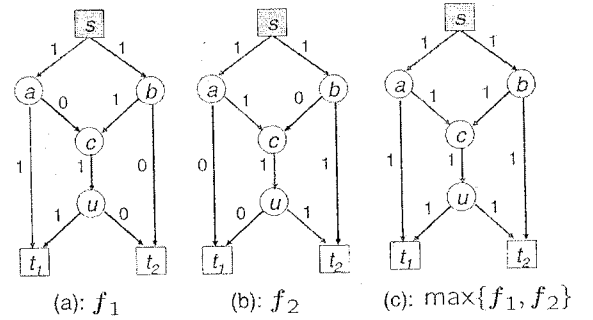 s s s
1 1 1 1 1 1
a b a b a b
0 1 1 0 1 1
c c c
1 1 0 0 1 1 1 1 1
u u u
1 0 0 1 1 1
t1 t2 t1 t2 t1 t2
(a): f1 (b): f2 (c): max{f1, f2}